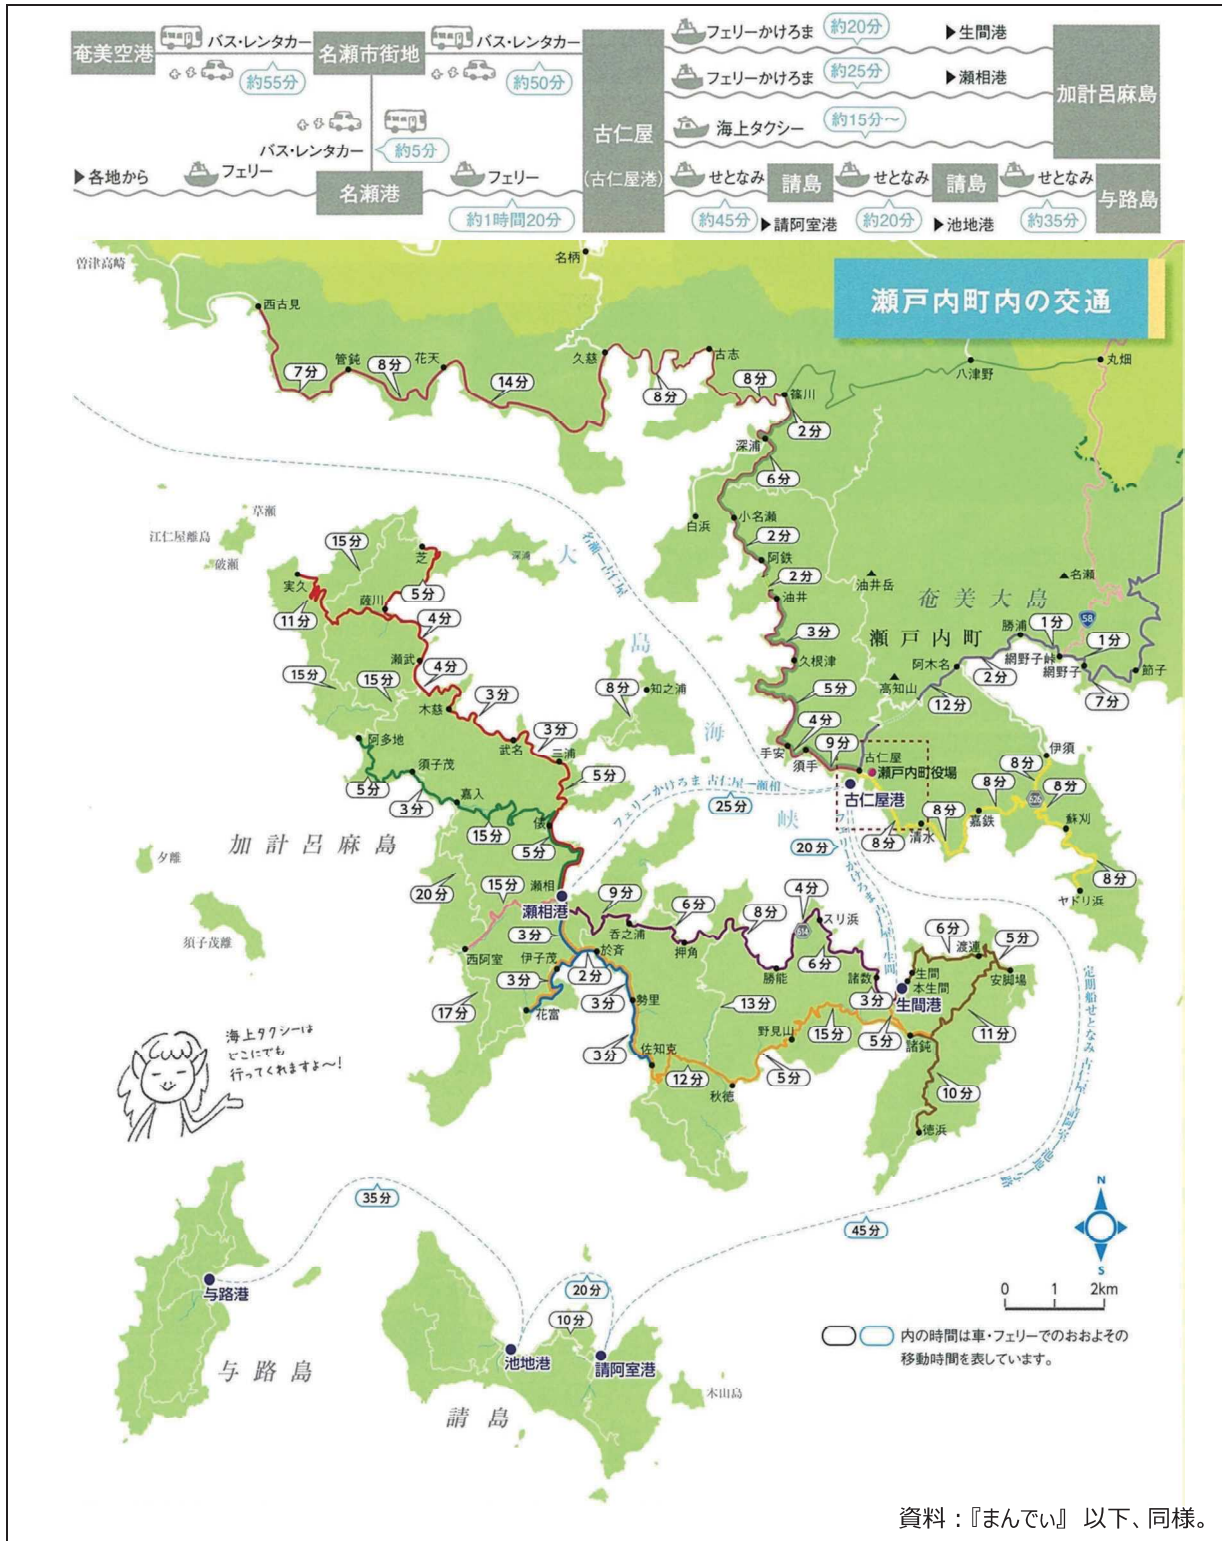 奄美空港
バス・レンタカー
約55分
名瀬市街地
バス・レンタカー
約50分
バス・レンタカー
約5分
▶各地から
フェリー
名瀬港
フェリー
約1時間20分
古仁屋
(古仁屋港)
フェリーかけろま
約20分
▶生間港
フェリーかけろま
約25分
▶瀬相港
海上タクシー
約15分～
加計呂麻島
せとなみ
約45分
請島
▶請阿室港
せとなみ
約20分
請島
▶池地港
せとなみ
約35分
与路島
瀬戸内町内の交通
曽津高崎
名柄
西古見
7分
管鈍
8分
花天
14分
久慈
8分
古志
8分
篠川
八津野
丸畑
2分
深浦
6分
白浜
小名瀬
2分
阿鉄
2分
油井
油井岳
名瀬
奄美大島
瀬戸内町
58
3分
久根津
5分
4分
手安
須手
9分
古仁屋
瀬戸内町役場
古仁屋港
高知山
12分
阿木名
2分
勝浦
1分
網野子峠
1分
網野子
7分
節子
伊須
8分
8分
8分
626
嘉鉄
8分
清水
8分
蘇刈
8分
ヤドリ浜
草瀬
江仁屋離島
破瀬
名瀬―古仁屋
大島海峡
15分
芝
深浦
実久
5分
薩川
11分
4分
瀬武
4分
15分
15分
木慈
3分
武名
3分
三浦
8分
知之浦
5分
阿多地
須子茂
5分
3分
嘉入
15分
俵
5分
加計呂麻島
夕離
須子茂離
20分
15分
瀬相
瀬相港
フェリーかけろま 古仁屋―瀬相
25分
20分
フェリーかけろま 古仁屋―生間
9分
呑之浦
6分
押角
8分
4分
614
スリ浜
勝能
6分
諸数
3分
生間
本生間
生間港
6分
渡連
5分
安脚場
11分
諸鈍
5分
10分
徳浜
3分
西阿室
伊子茂
於斉
2分
3分
花富
17分
3分
勢里
3分
佐知克
12分
秋徳
13分
野見山
5分
15分
海上タクシーは
どこにでも
行ってくれますよ～!
35分
与路港
与路島
20分
10分
池地港
請阿室港
請島
木山島
45分
N
S
0 1 2km
内の時間は車・フェリーでのおおよその
移動時間を表しています。
資料：『まんでぃ』 以下、同様。